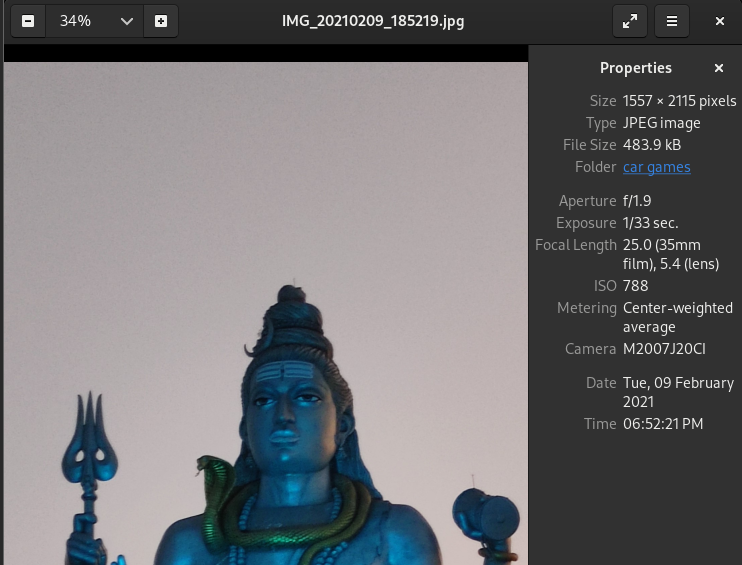 34%
IMG_20210209_185219.jpg
Properties
Size 1557 × 2115 pixels
Type JPEG image
File Size 483.9 kB
Folder car games
Aperture f/1.9
Exposure 1/33 sec.
Focal Length 25.0 (35mm
film), 5.4 (lens)
ISO 788
Metering Center-weighted
average
Camera M2007J20CI
Date Tue, 09 February
2021
Time 06:52:21 PM